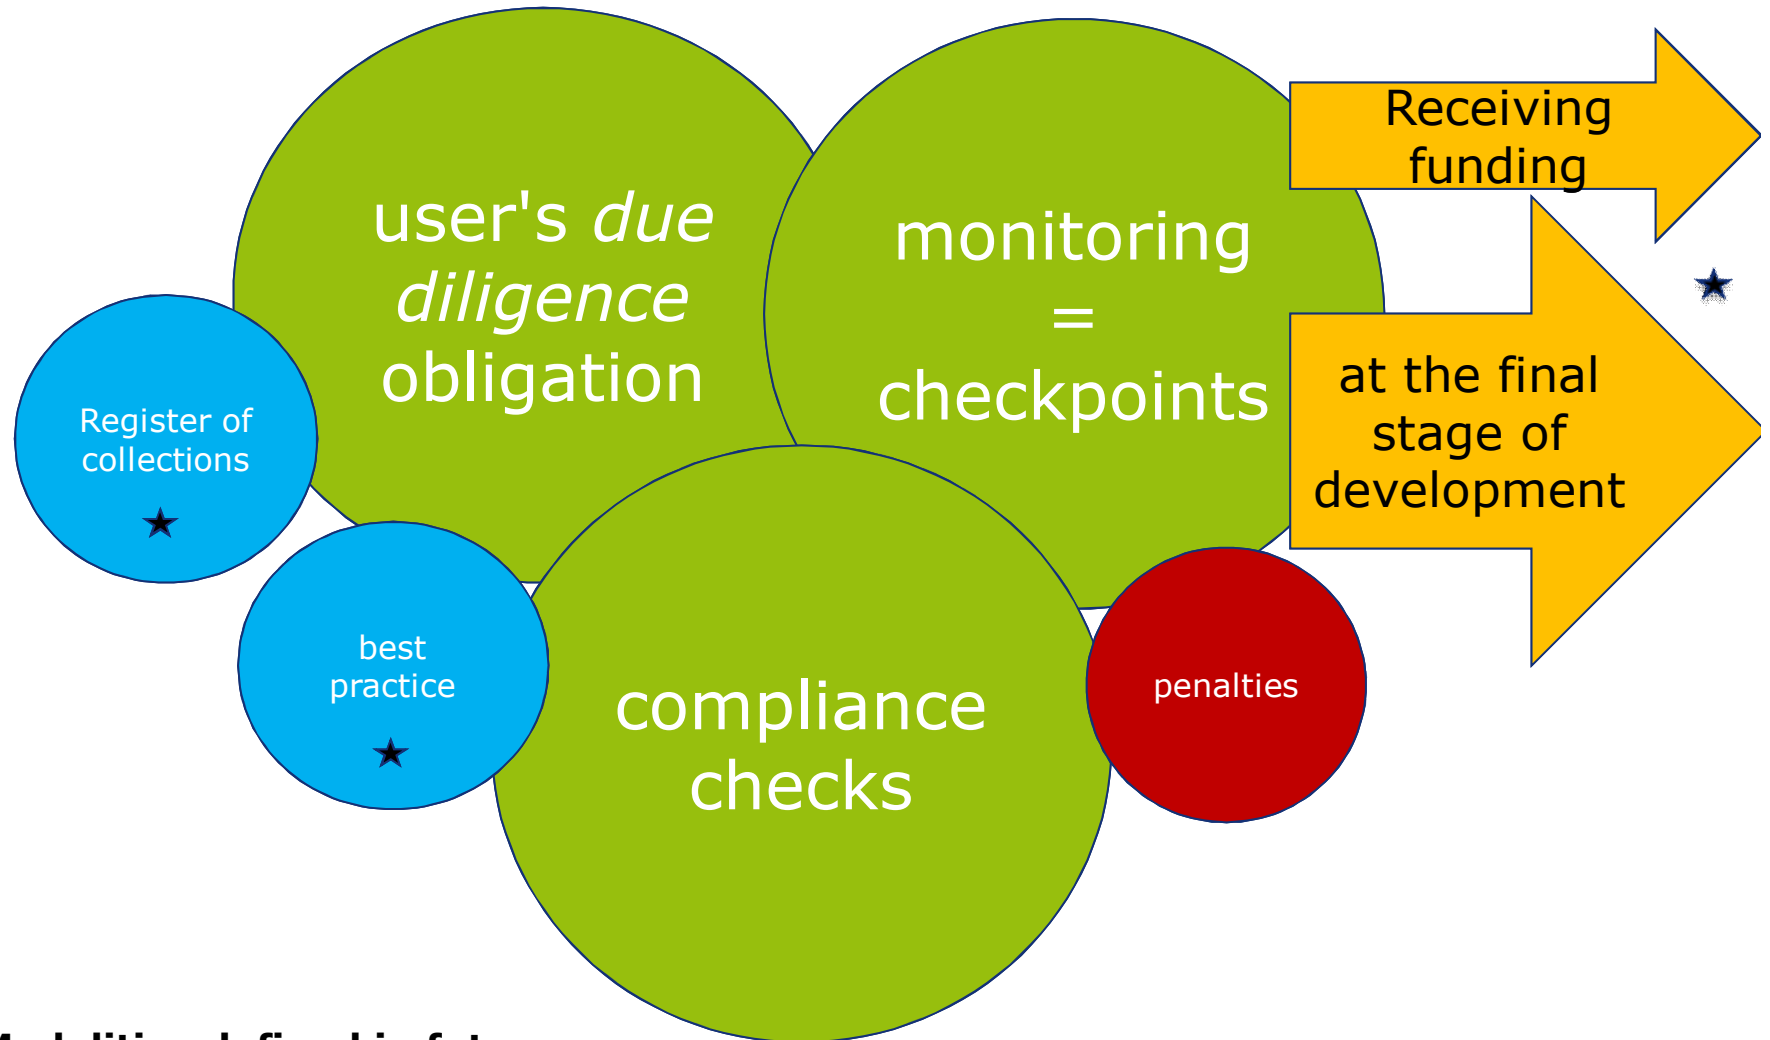 user's due
diligence
obligation
monitoring
=
checkpoints
Receiving
funding
at the final
stage of
development
Register of
collections
best
practice
compliance
checks
penalties